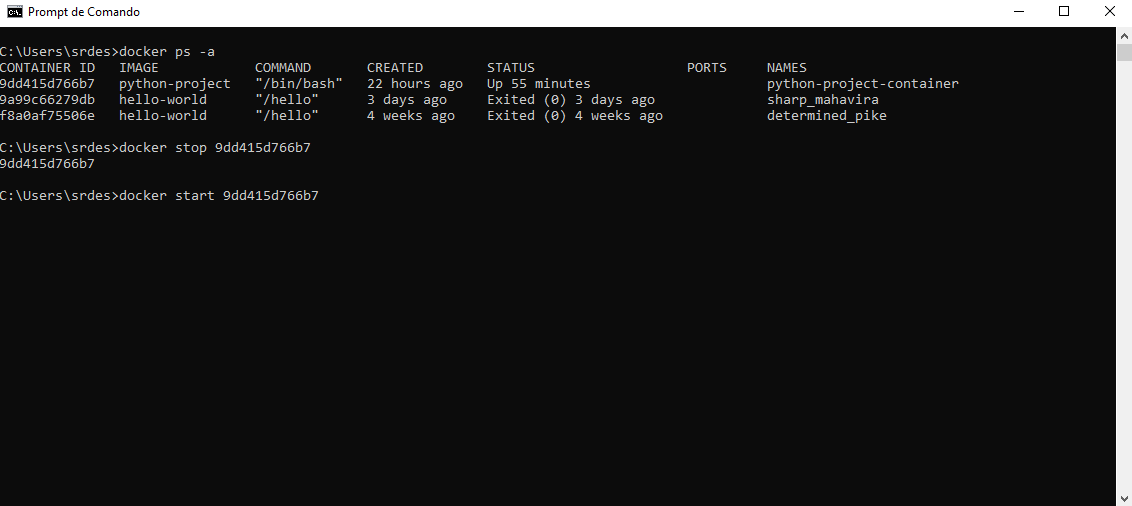 Prompt de Comando
C:\Users\srdes>docker ps -a
CONTAINER ID   IMAGE            COMMAND       CREATED        STATUS                   PORTS     NAMES
9dd415d766b7   python-project   "/bin/bash"   22 hours ago   Up 55 minutes                      python-project-container
9a99c66279db   hello-world      "/hello"      3 days ago     Exited (0) 3 days ago              sharp_mahavira
f8a0af75506e   hello-world      "/hello"      4 weeks ago    Exited (0) 4 weeks ago             determined_pike
C:\Users\srdes>docker stop 9dd415d766b7
9dd415d766b7
C:\Users\srdes>docker start 9dd415d766b7